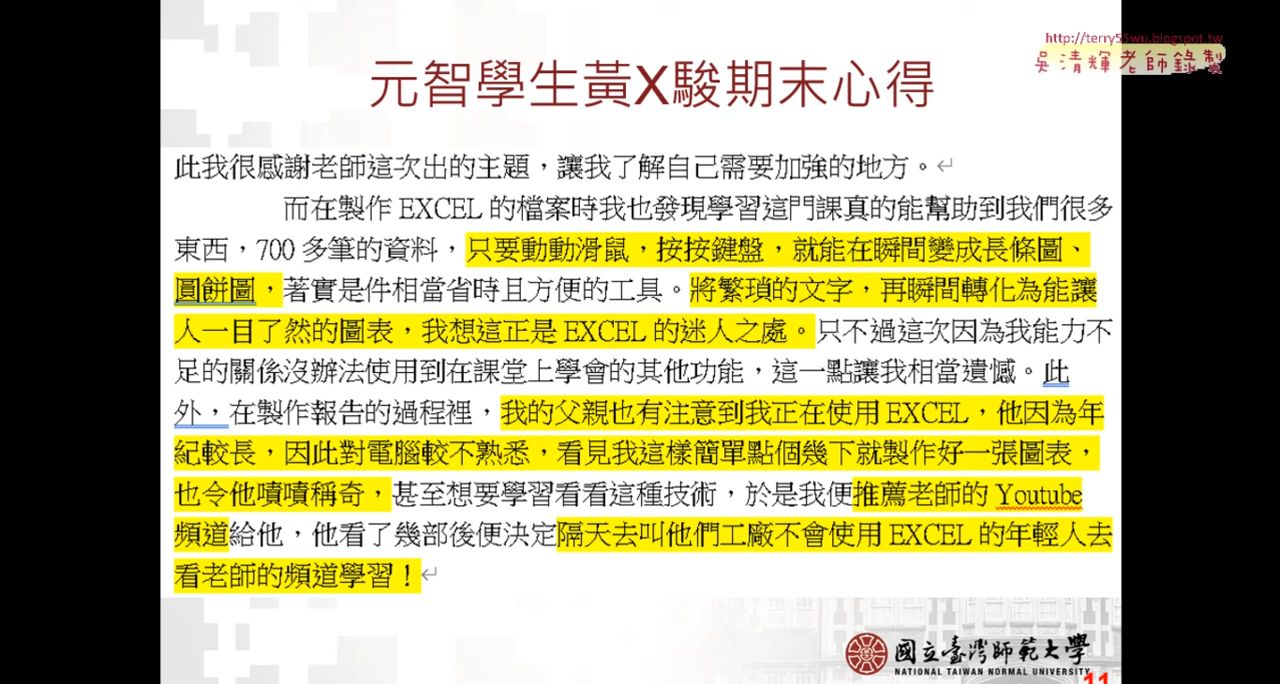 http://terry55wu.blogspot.tw
吳清輝老師錄製
元智學生黃X駿期末心得
此我很感謝老師這次出的主題，讓我了解自己需要加強的地方。↵
而在製作 EXCEL 的檔案時我也發現學習這門課真的能幫助到我們很多
東西，700 多筆的資料，只要動動滑鼠，按按鍵盤，就能在瞬間變成長條圖、
圓餅圖，著實是件相當省時且方便的工具。將繁瑣的文字，再瞬間轉化為能讓
人一目了然的圖表，我想這正是 EXCEL 的迷人之處。只不過這次因為我能力不
足的關係沒辦法使用到在課堂上學會的其他功能，這一點讓我相當遺憾。此
外，在製作報告的過程裡，我的父親也有注意到我正在使用 EXCEL，他因為年
紀較長，因此對電腦較不熟悉，看見我這樣簡單點個幾下就製作好一張圖表，
也令他嘖嘖稱奇，甚至想要學習看看這種技術，於是我便推薦老師的 Youtube
頻道給他，他看了幾部後便決定隔天去叫他們工廠不會使用 EXCEL 的年輕人去
看老師的頻道學習！↵
國立臺灣師範大學
NATIONAL TAIWAN NORMAL UNIVERSITY
11